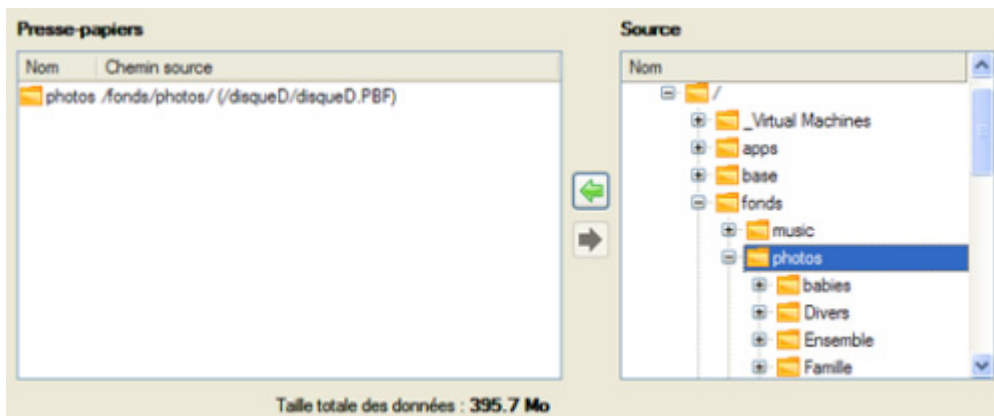 Presse-papiers
Nom Chemin source
photos /fonds/photos/ (/disqueD/disqueD.PBF)
Taille totale des données : 395.7 Mo
Source
Nom
/
_Virtual Machines
apps
base
fonds
music
photos
babies
Divers
Ensemble
Famille